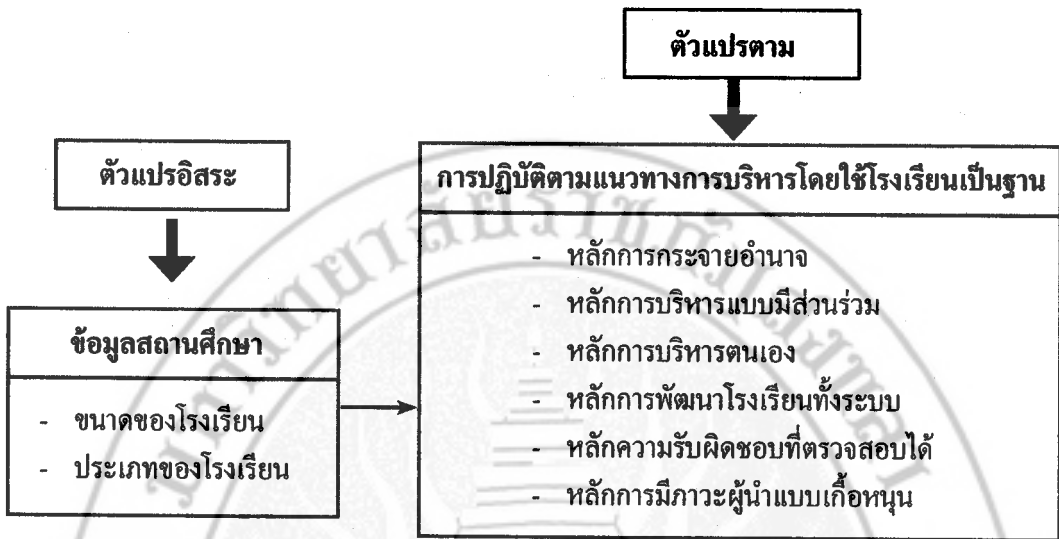 ตัวแปรตาม
ตัวแปรอิสระ
การปฏิบัติตามแนวทางการบริหารโดยใช้โรงเรียนเป็นฐาน
- หลักการกระจายอำนาจ
- หลักการบริหารแบบมีส่วนร่วม
- หลักการบริหารตนเอง
- หลักการพัฒนาโรงเรียนทั้งระบบ
- หลักความรับผิดชอบที่ตรวจสอบได้
- หลักการมีภาวะผู้นำแบบเกื้อหนุน
ข้อมูลสถานศึกษา
- ขนาดของโรงเรียน
- ประเภทของโรงเรียน